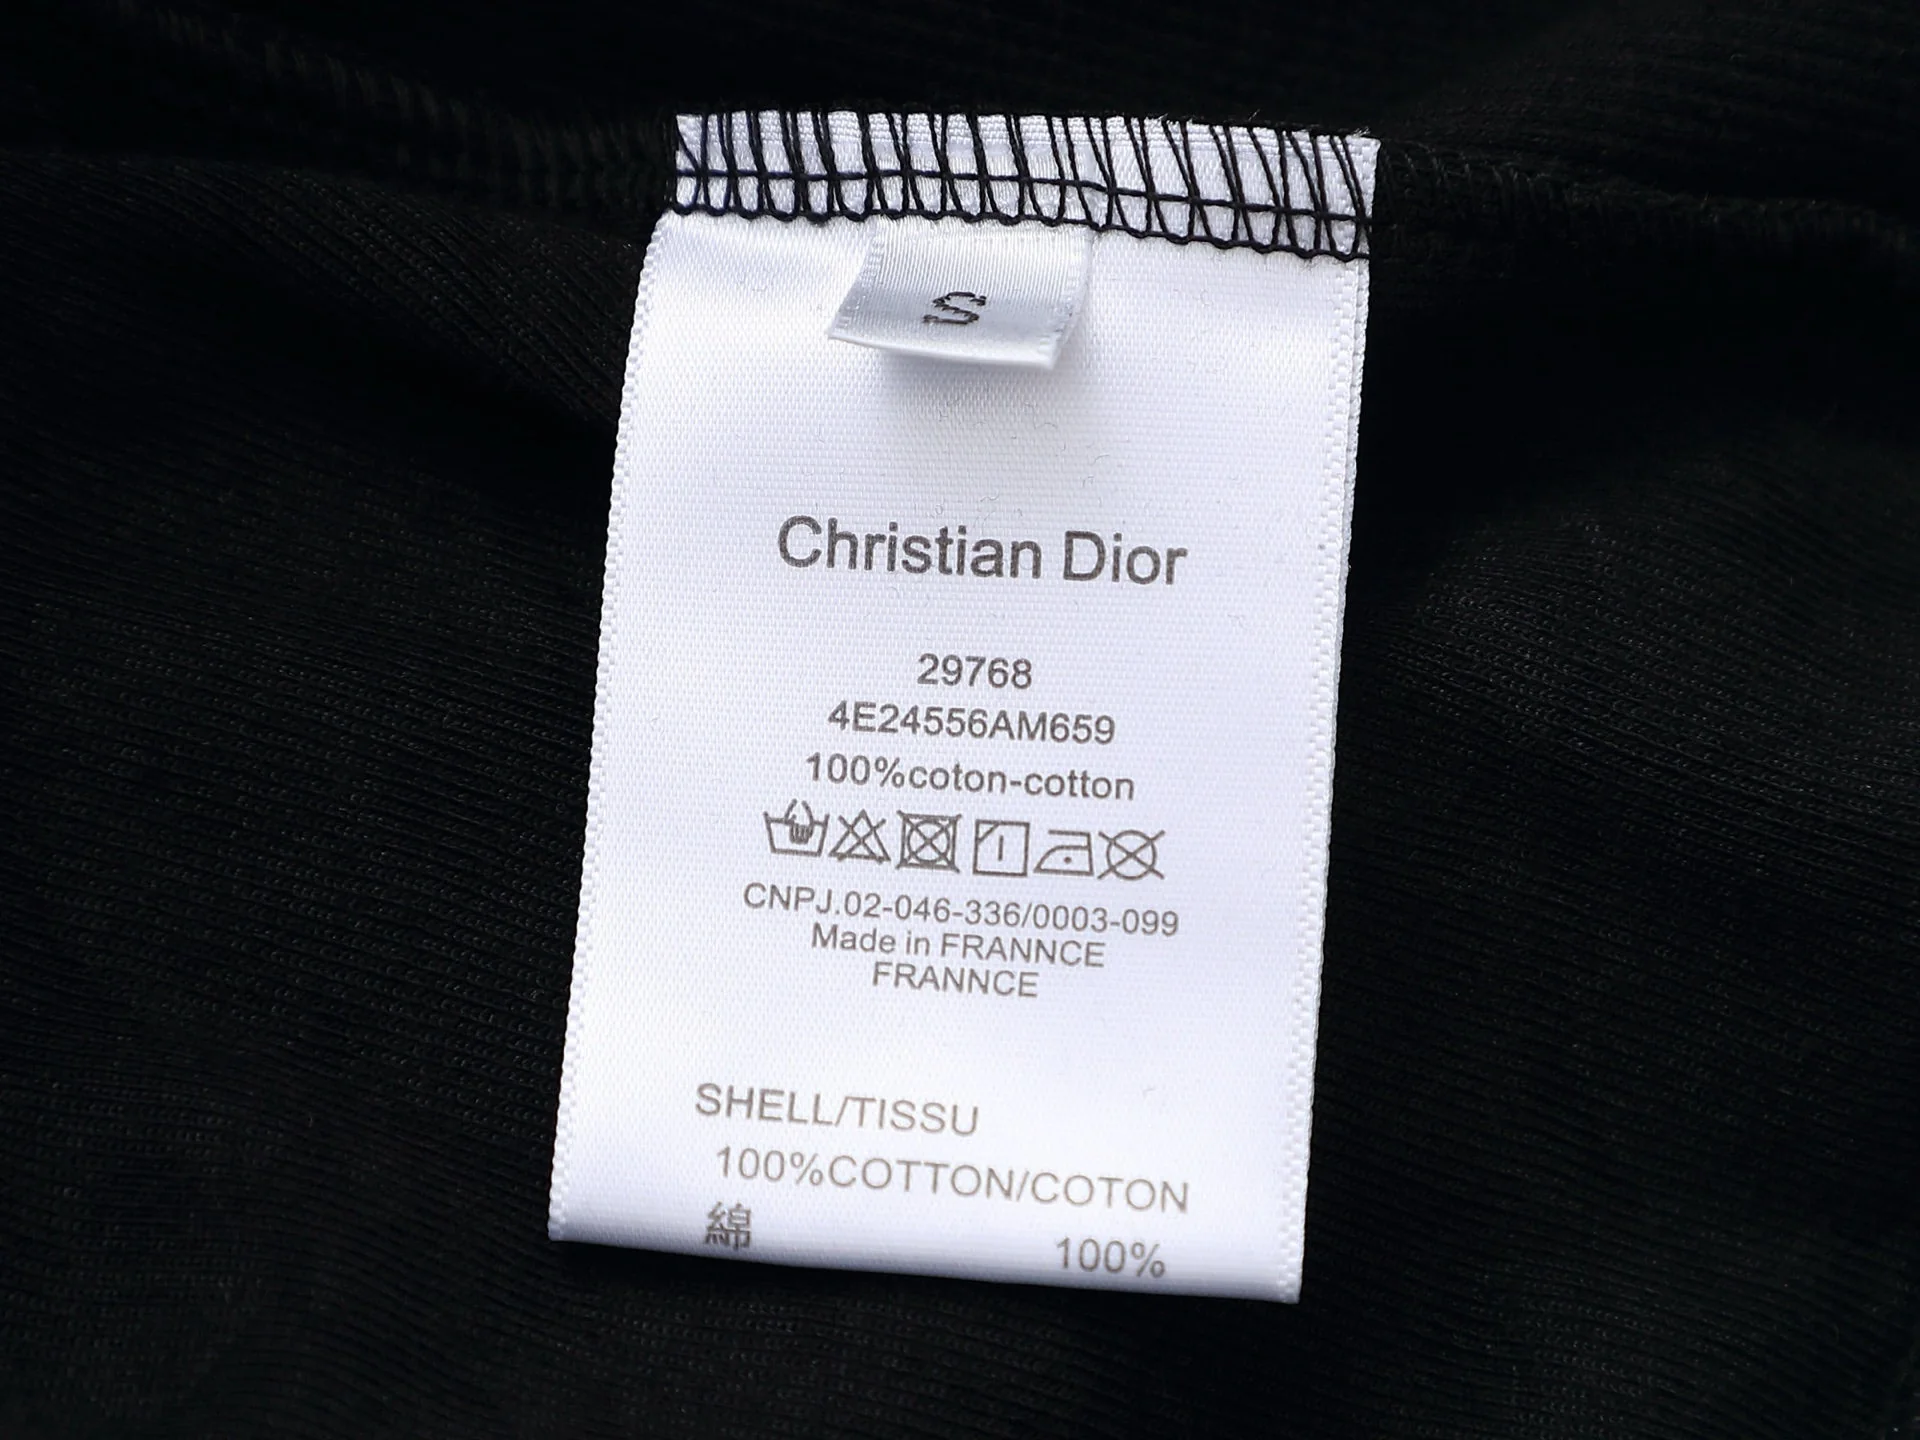 S
Christian Dior
29768
4E24556AM659
100%coton-cotton
CNPJ.02-046-336/0003-099
Made in FRANNCE
FRANNCE
SHELL/TISSU
100%COTTON/COTON
綿 100%